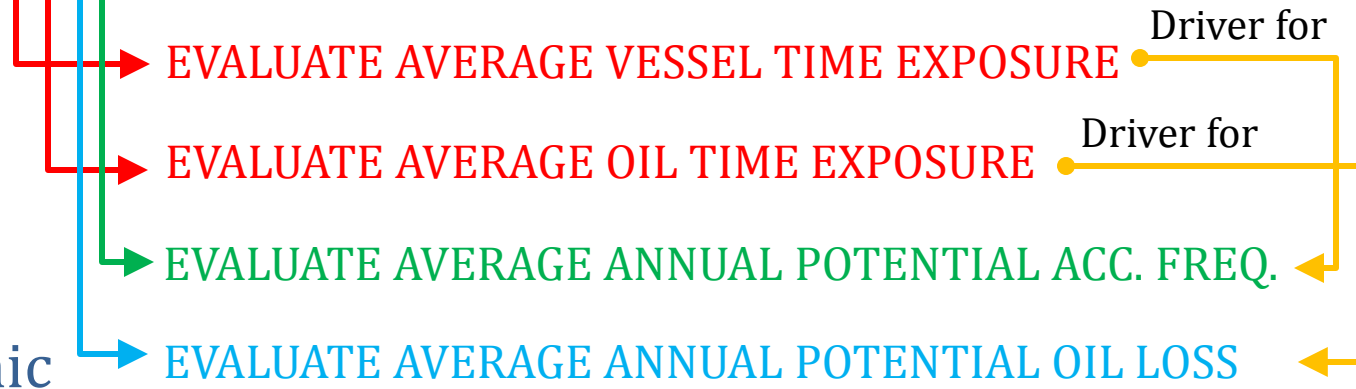 Driver for
EVALUATE AVERAGE VESSEL TIME EXPOSURE
Driver for
EVALUATE AVERAGE OIL TIME EXPOSURE
EVALUATE AVERAGE ANNUAL POTENTIAL ACC. FREQ.
EVALUATE AVERAGE ANNUAL POTENTIAL OIL LOSS